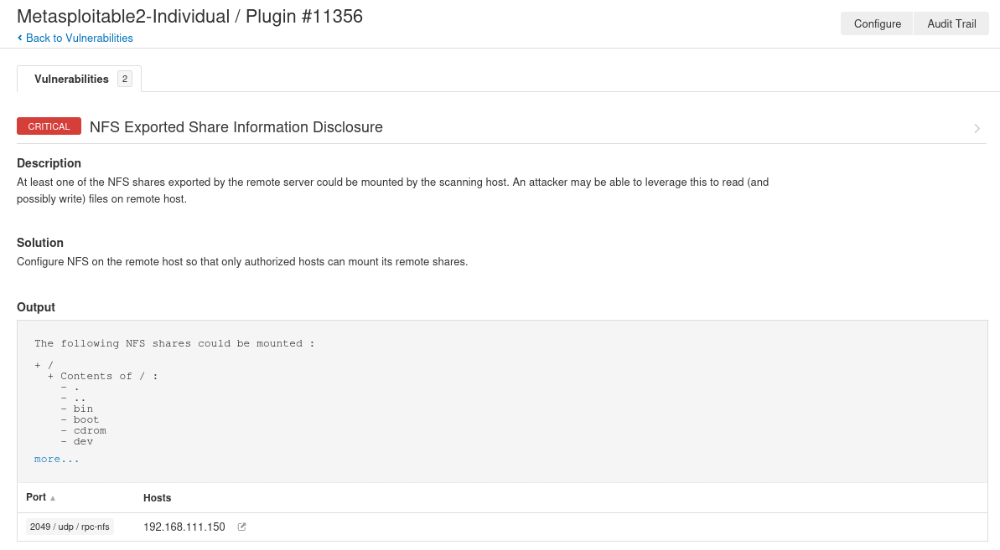 Metasploitable2-Individual / Plugin #11356
Configure
Audit Trail
‹ Back to Vulnerabilities
Vulnerabilities 2
CRITICAL NFS Exported Share Information Disclosure
Description
At least one of the NFS shares exported by the remote server could be mounted by the scanning host. An attacker may be able to leverage this to read (and
possibly write) files on remote host.
Solution
Configure NFS on the remote host so that only authorized hosts can mount its remote shares.
Output
The following NFS shares could be mounted :
+ /
+ Contents of / :
- .
- ..
- bin
- boot
- cdrom
- dev
more...
Port ▲ Hosts
2049 / udp / rpc-nfs 192.168.111.150